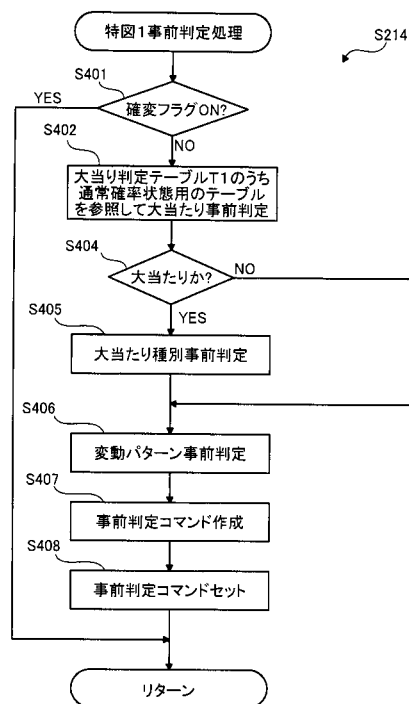 特図1事前判定処理
S214
S401
YES
確変フラグON?
S402
NO
大当り判定テーブルT1のうち
通常確率状態用のテーブル
を参照して大当たり事前判定
S404
大当たりか?
NO
YES
S405
大当たり種別事前判定
S406
変動パターン事前判定
S407
事前判定コマンド作成
S408
事前判定コマンドセット
リターン